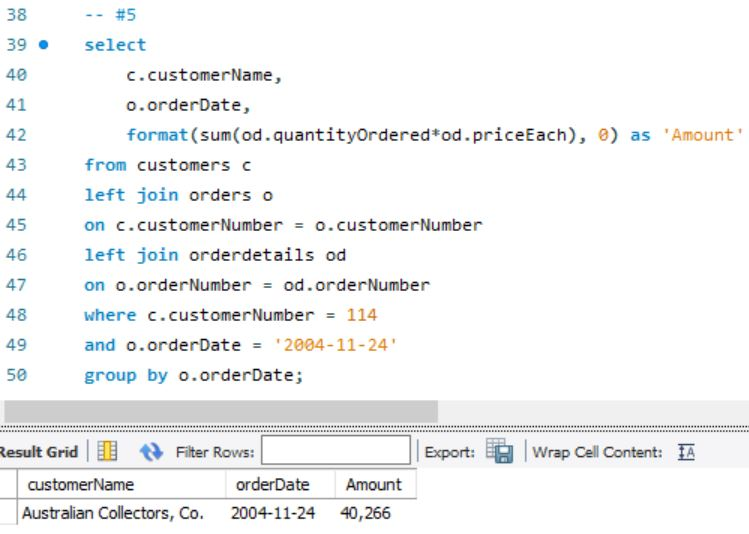 38 -- #5
39 select
40 c.customerName,
41 o.orderDate,
42 format(sum(od.quantityOrdered*od.priceEach), 0) as 'Amount'
43 from customers c
44 left join orders o
45 on c.customerNumber = o.customerNumber
46 left join orderdetails od
47 on o.orderNumber = od.orderNumber
48 where c.customerNumber = 114
49 and o.orderDate = '2004-11-24'
50 group by o.orderDate;
Result Grid Filter Rows: Export: Wrap Cell Content: IA
customerName orderDate Amount
Australian Collectors, Co. 2004-11-24 40,266